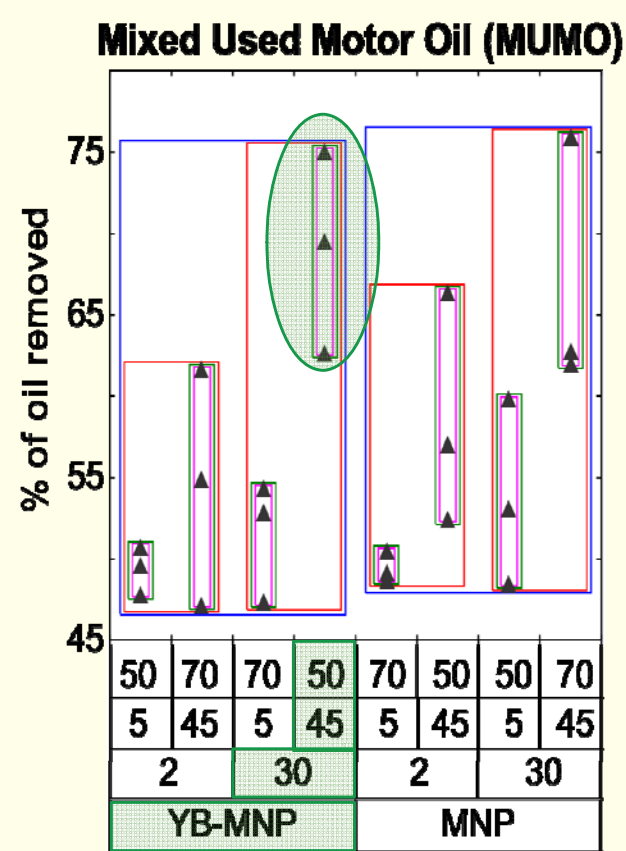 Mixed Used Motor Oil (MUMO)
% of oil removed
75
65
55
45
50 70 70 50 70 50 50 70
5 45 5 45 5 45 5 45
2 30 2 30
YB-MNP MNP